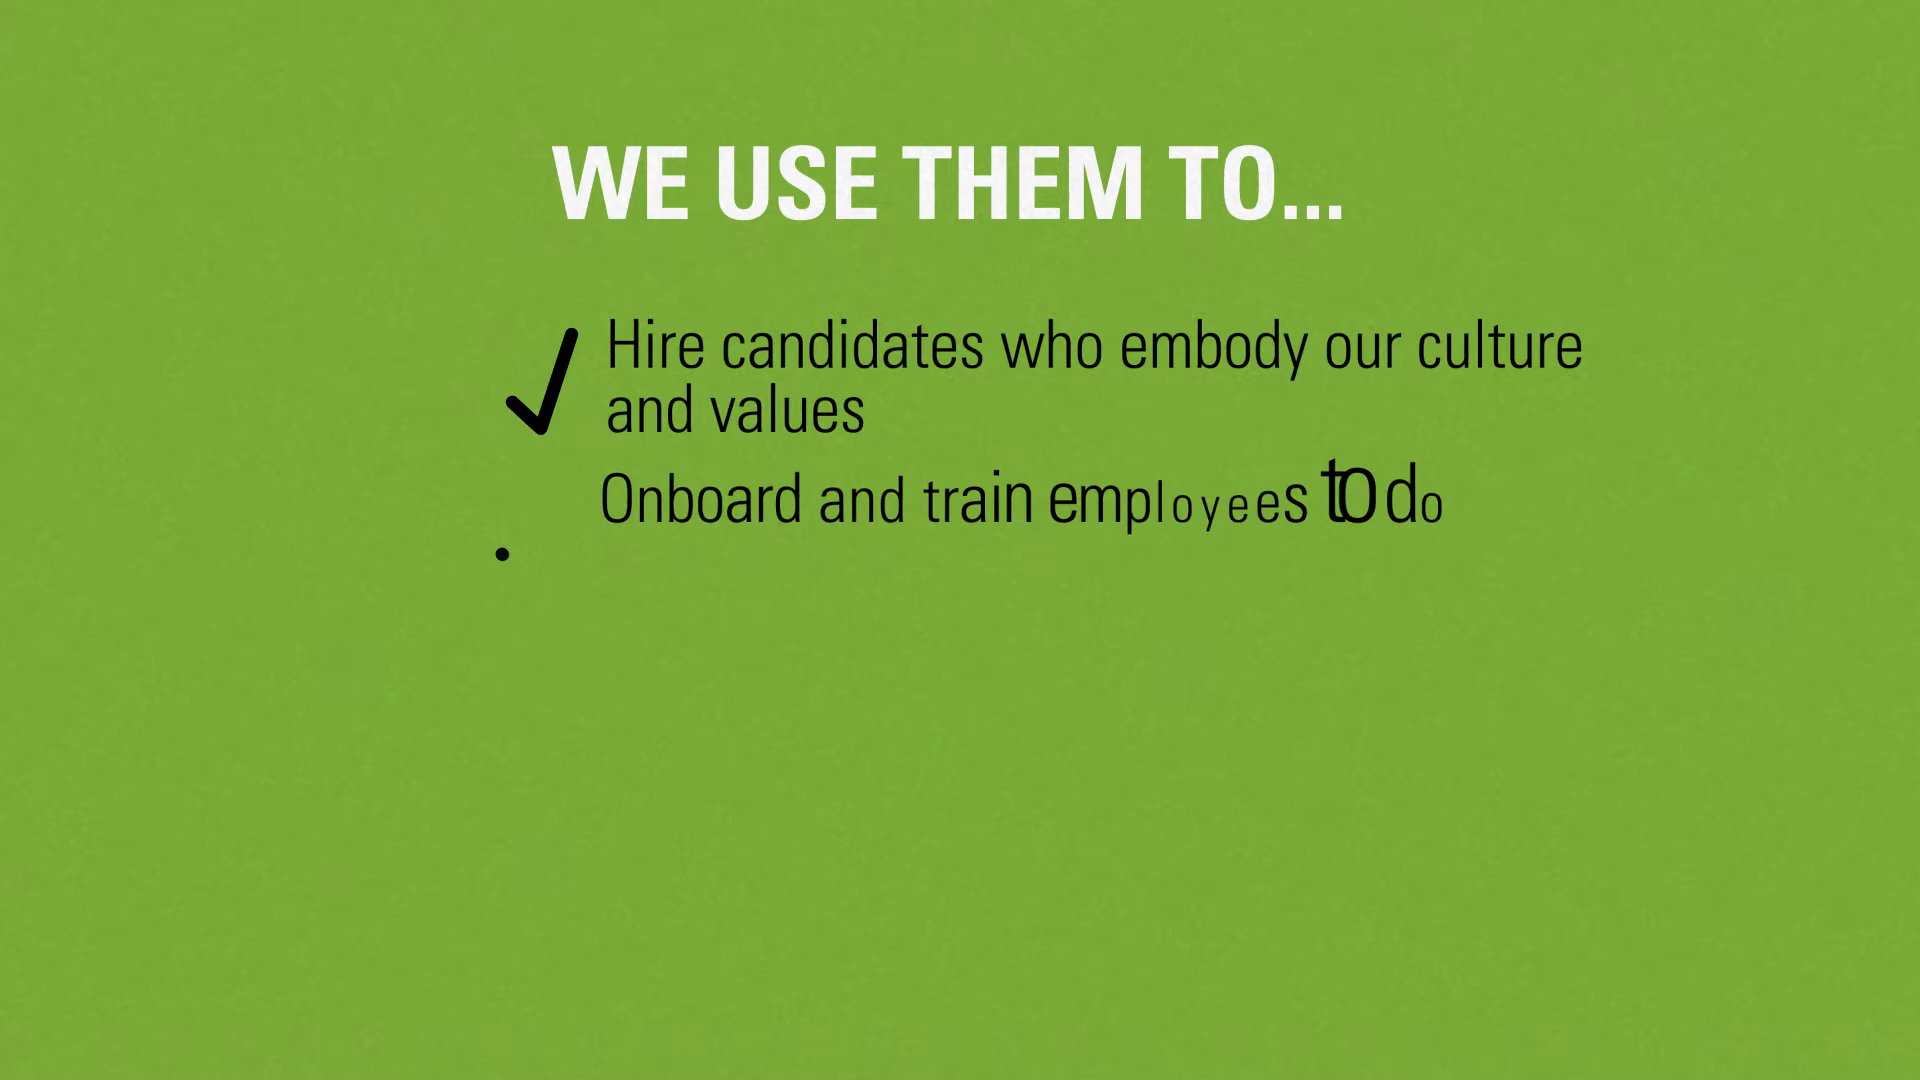 WE USE THEM TO...
Hire candidates who embody our culture
and values
Onboard and train employees to do